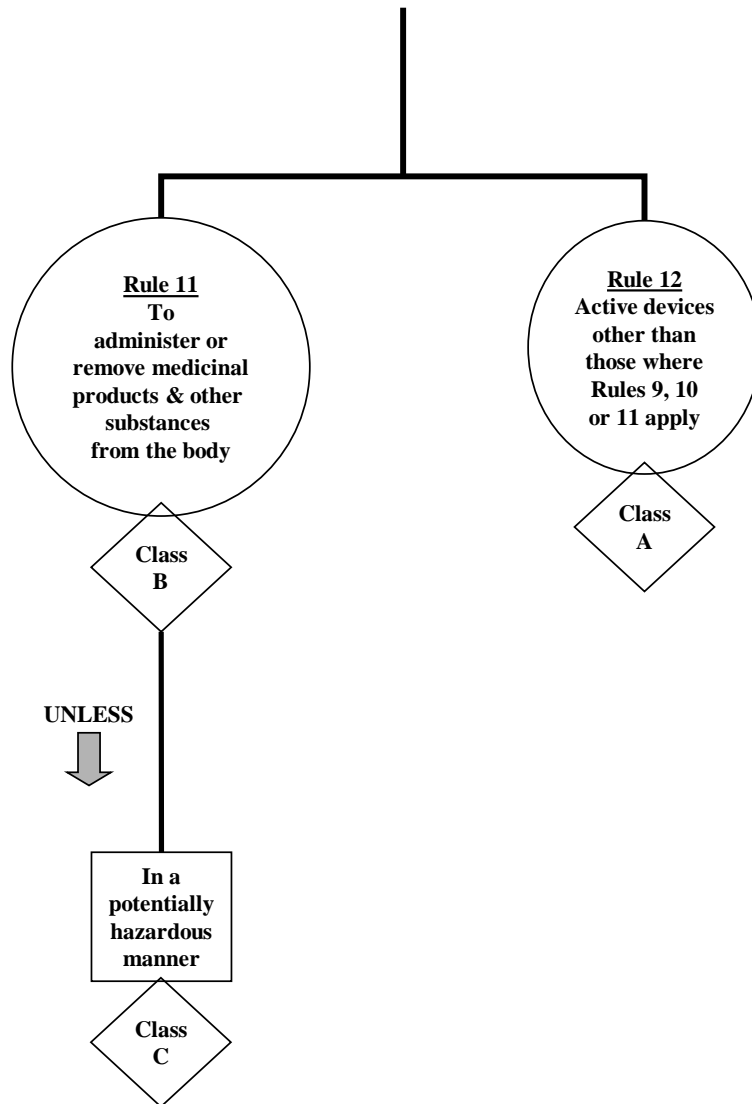 Rule 11
To
administer or
remove medicinal
products & other
substances
from the body
Class
B
Rule 12
Active devices
other than
those where
Rules 9, 10
or 11 apply
Class
A
UNLESS
In a
potentially
hazardous
manner
Class
C